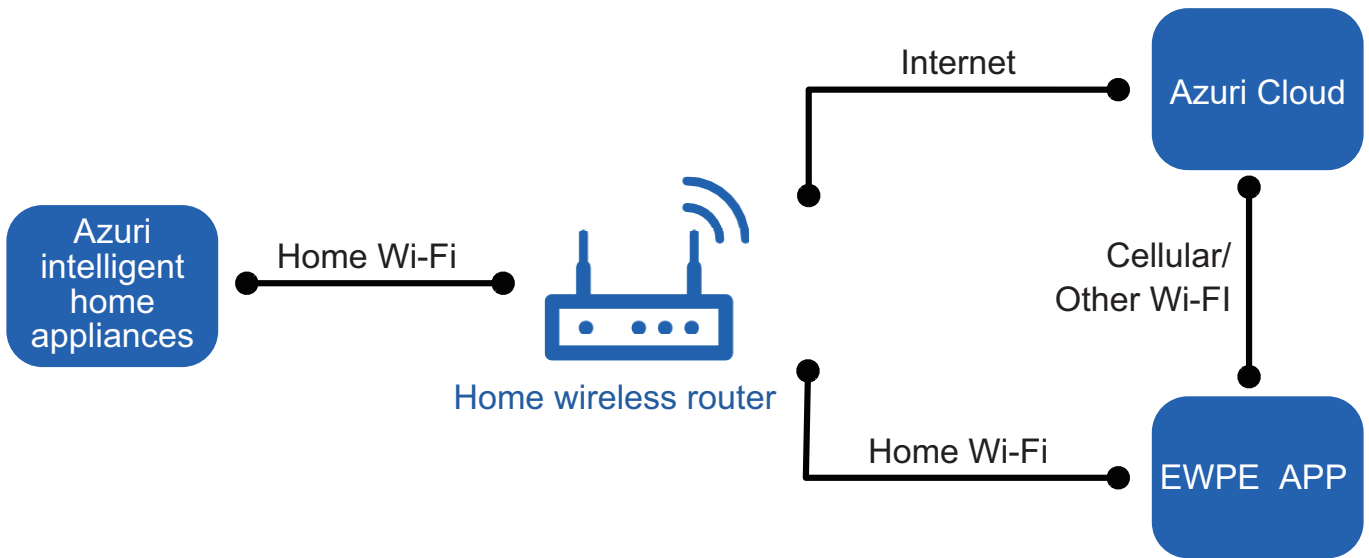 Internet
Azuri Cloud
Azuri
intelligent
home
appliances
Home Wi-Fi
Cellular/
Other Wi-FI
Home wireless router
Home Wi-Fi
EWPE APP